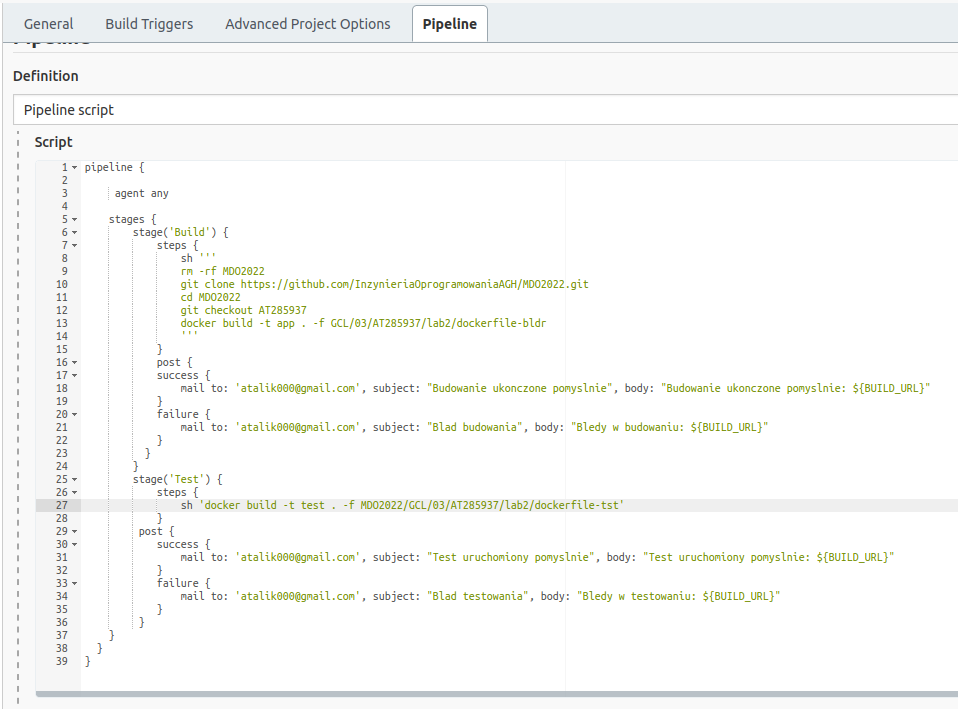 General Build Triggers Advanced Project Options Pipeline
Pipeline
Definition
Pipeline script
Script
1 pipeline {
2
3 agent any
4
5 stages {
6 stage('Build') {
7 steps {
8 sh '''
9 rm -rf MDO2022
10 git clone https://github.com/InzynieriaOprogramowaniaAGH/MDO2022.git
11 cd MDO2022
12 git checkout AT285937
13 docker build -t app . -f GCL/03/AT285937/lab2/dockerfile-bldr
14 '''
15 }
16 post {
17 success {
18 mail to: 'atalik000@gmail.com', subject: "Budowanie ukonczone pomyslnie", body: "Budowanie ukonczone pomyslnie: ${BUILD_URL}"
19 }
20 failure {
21 mail to: 'atalik000@gmail.com', subject: "Blad budowania", body: "Bledy w budowaniu: ${BUILD_URL}"
22 }
23 }
24 }
25 stage('Test') {
26 steps {
27 sh 'docker build -t test . -f MDO2022/GCL/03/AT285937/lab2/dockerfile-tst'
28 }
29 post {
30 success {
31 mail to: 'atalik000@gmail.com', subject: "Test uruchomiony pomyslnie", body: "Test uruchomiony pomyslnie: ${BUILD_URL}"
32 }
33 failure {
34 mail to: 'atalik000@gmail.com', subject: "Blad testowania", body: "Bledy w testowaniu: ${BUILD_URL}"
35 }
36 }
37 }
38 }
39 }